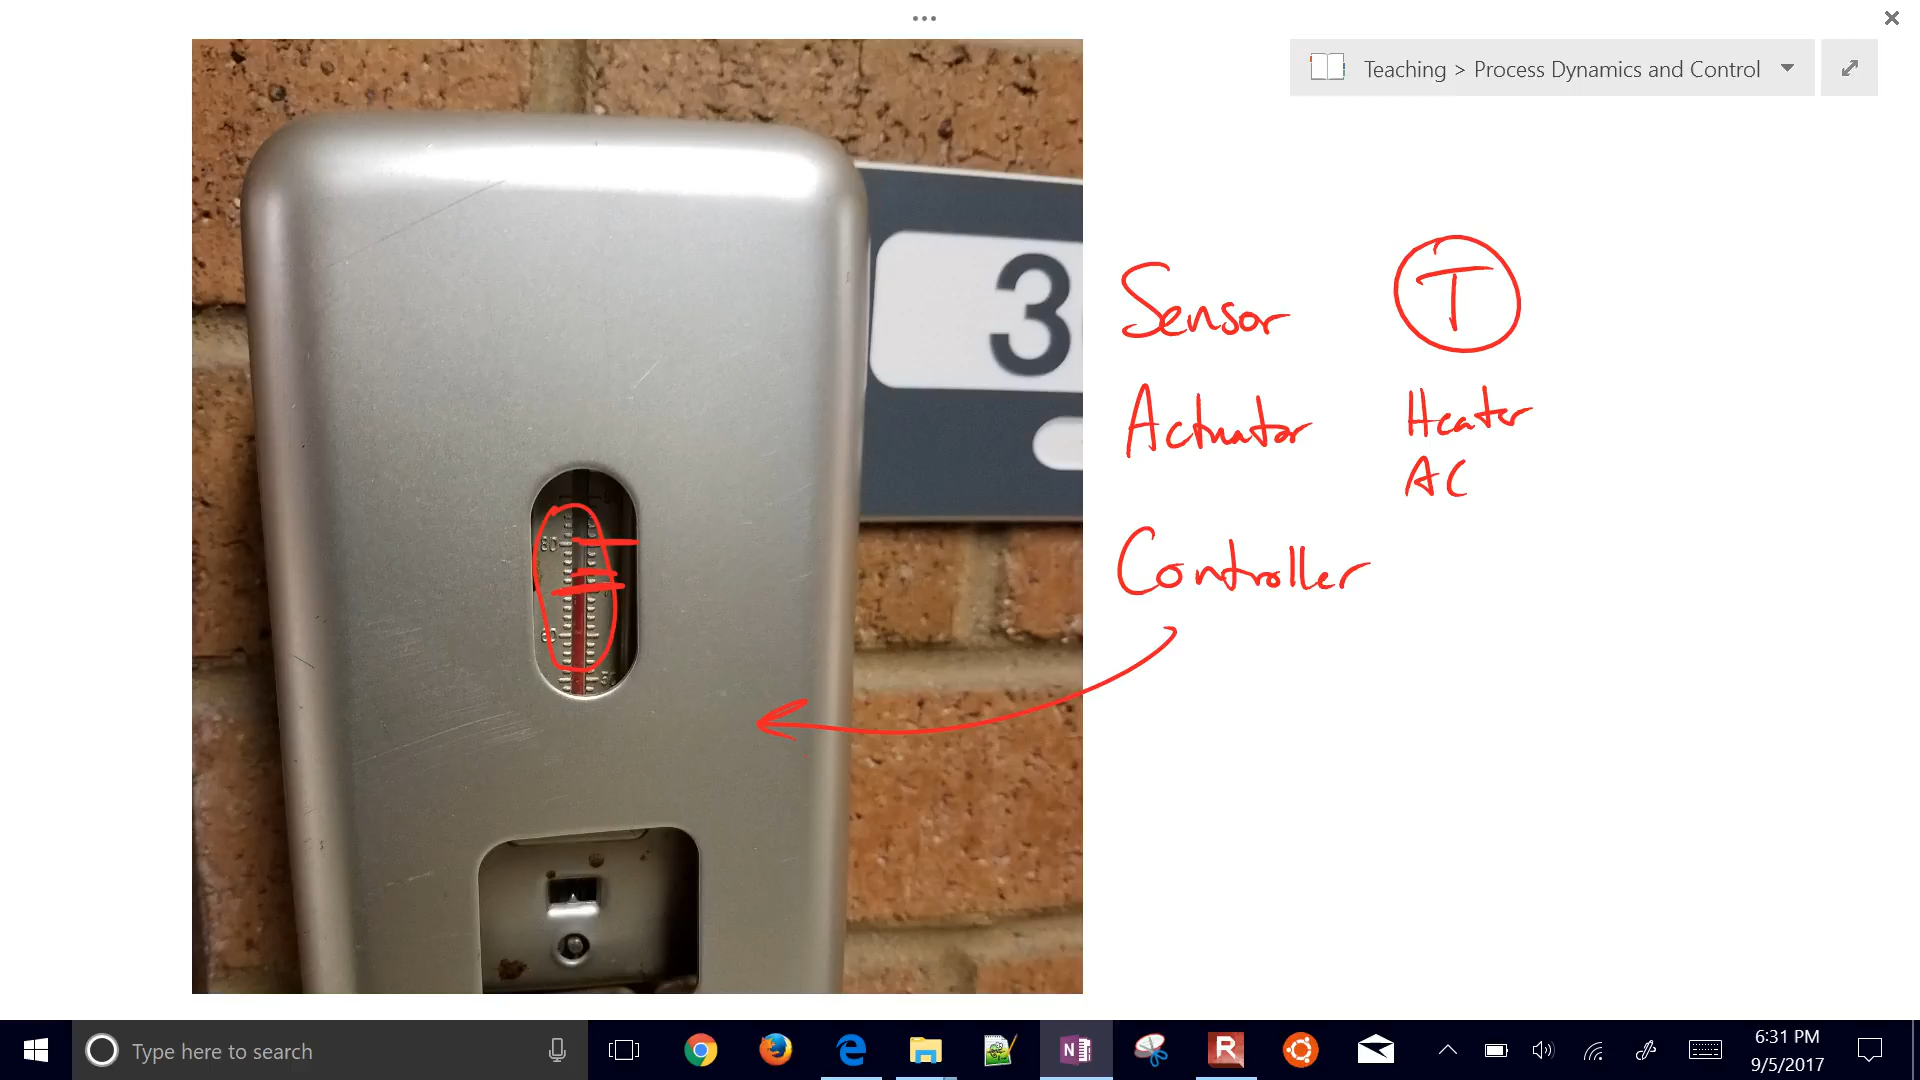 Teaching > Process Dynamics and Control
3
Sensor T
Actuator Heater
AC
Controller
80
60
Type here to search
N
R
6:31 PM
9/5/2017